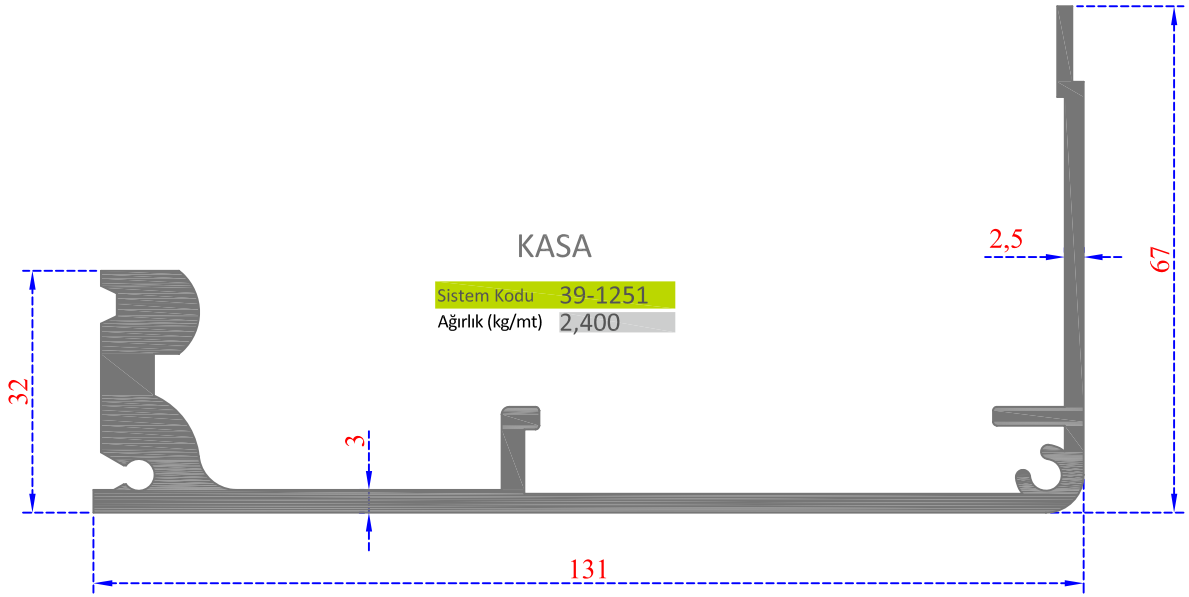 KASA
2,5
67
Sistem Kodu 39-1251
Ağırlık (kg/mt) 2,400
32
3
131